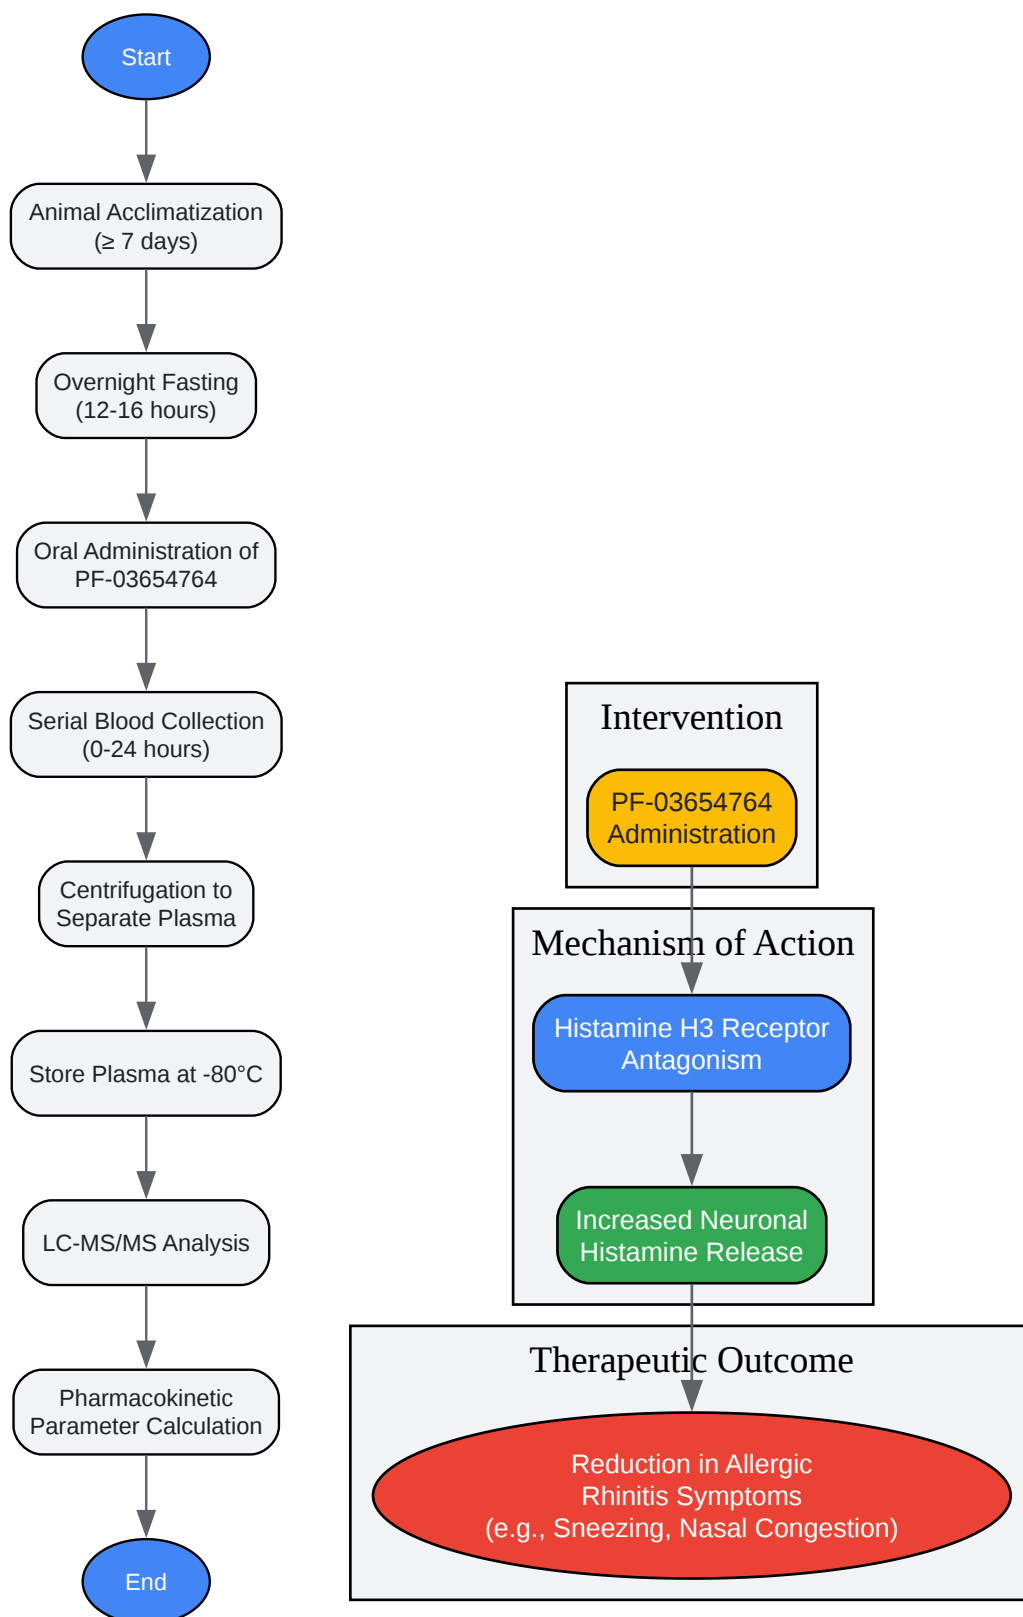 Start
Animal Acclimatization
(≥ 7 days)
Overnight Fasting
(12-16 hours)
Oral Administration of
PF-03654764
Serial Blood Collection
(0-24 hours)
Centrifugation to
Separate Plasma
Store Plasma at -80°C
LC-MS/MS Analysis
Pharmacokinetic
Parameter Calculation
End
Intervention
PF-03654764
Administration
Mechanism of Action
Histamine H3 Receptor
Antagonism
Increased Neuronal
Histamine Release
Therapeutic Outcome
Reduction in Allergic
Rhinitis Symptoms
(e.g., Sneezing, Nasal Congestion)